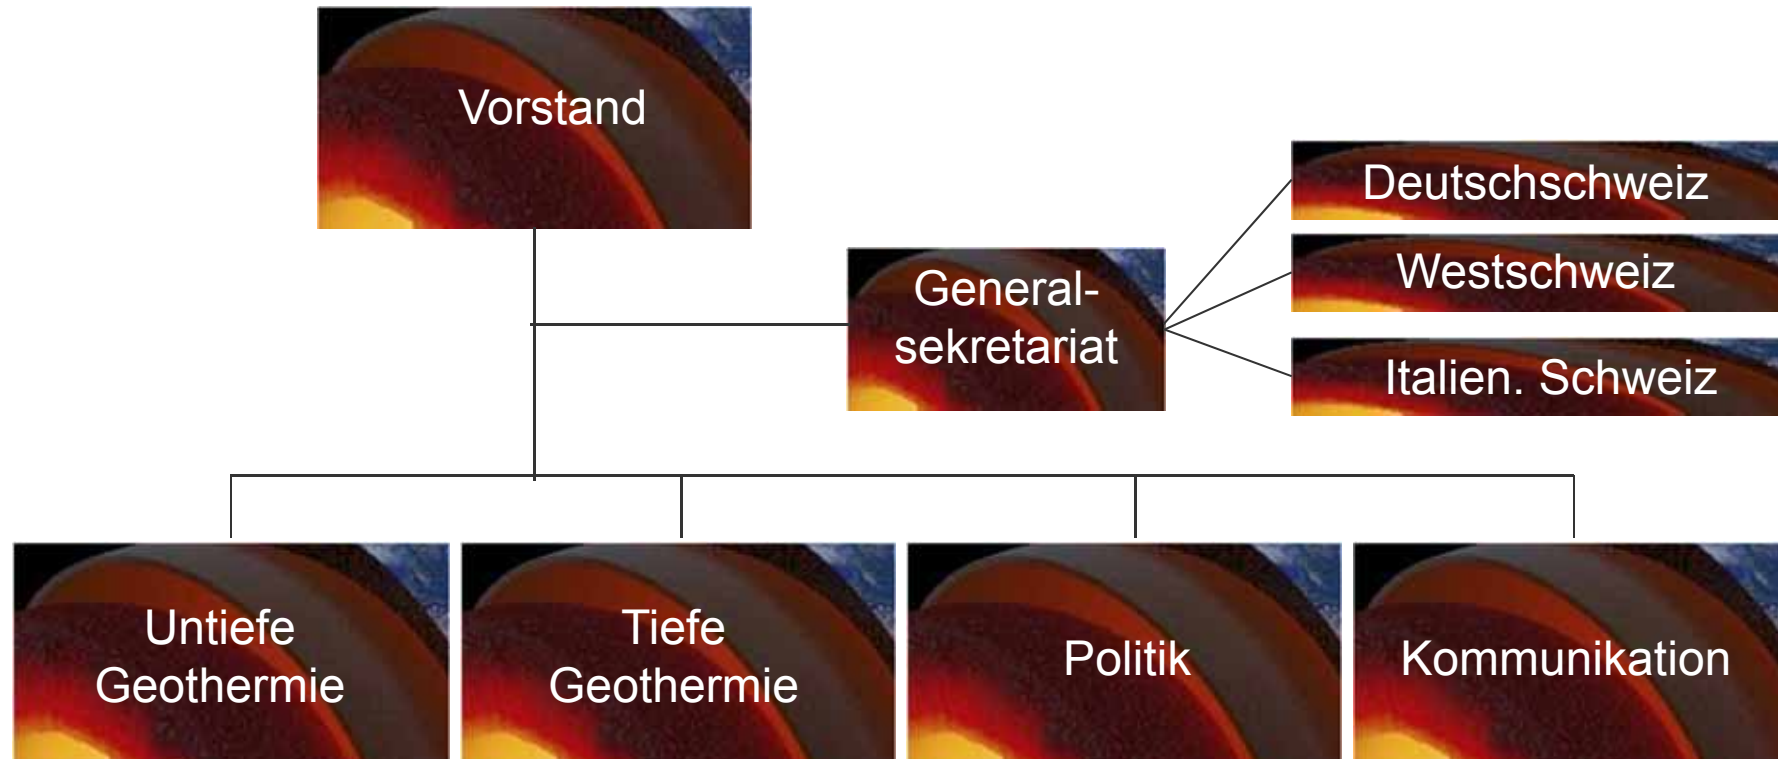 Vorstand
Deutschschweiz
Westschweiz
Italien. Schweiz
General-
sekretariat
Untiefe
Geothermie
Tiefe
Geothermie
Politik
Kommunikation